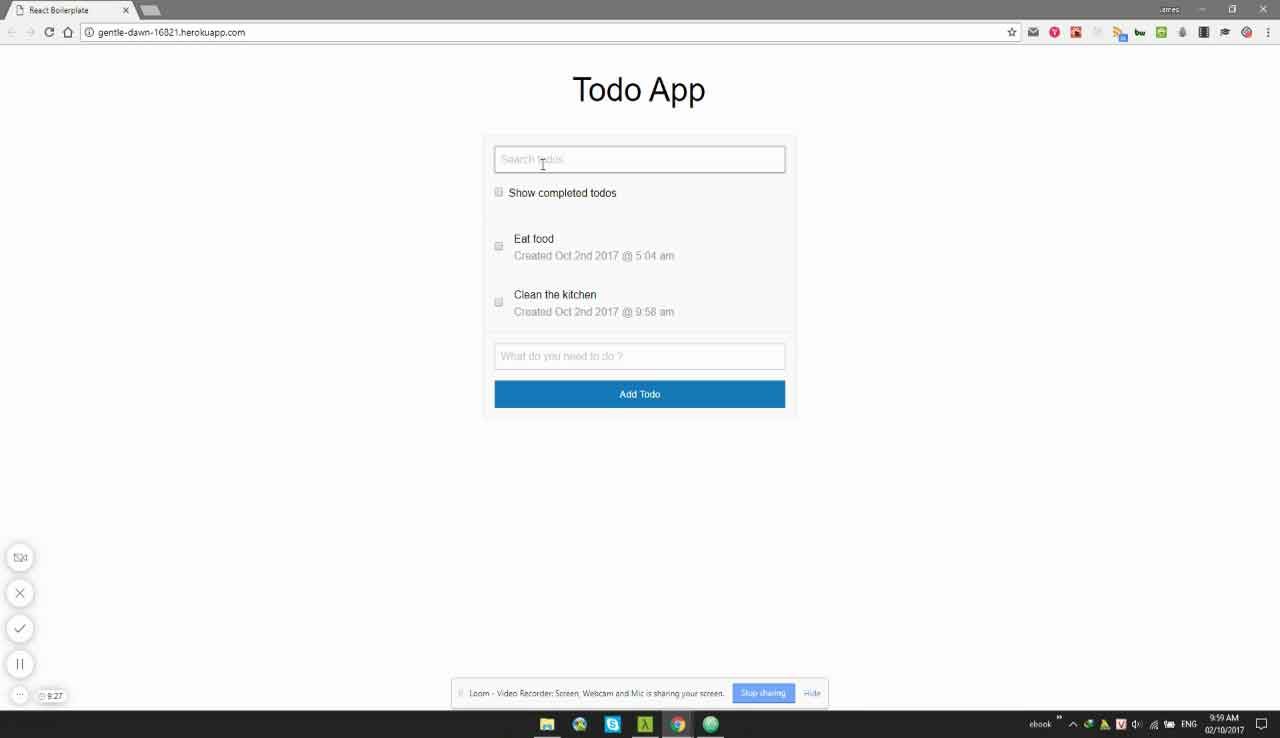 React Boilerplate
James
gentle-dawn-16821.herokuapp.com
Todo App
Search todos
Show completed todos
Eat food
Created Oct 2nd 2017 @ 5:04 am
Clean the kitchen
Created Oct 2nd 2017 @ 9:58 am
What do you need to do ?
Add Todo
9:27
Loom - Video Recorder: Screen, Webcam and Mic is sharing your screen.
Stop sharing
Hide
ebook
ENG
9:59 AM
02/10/2017